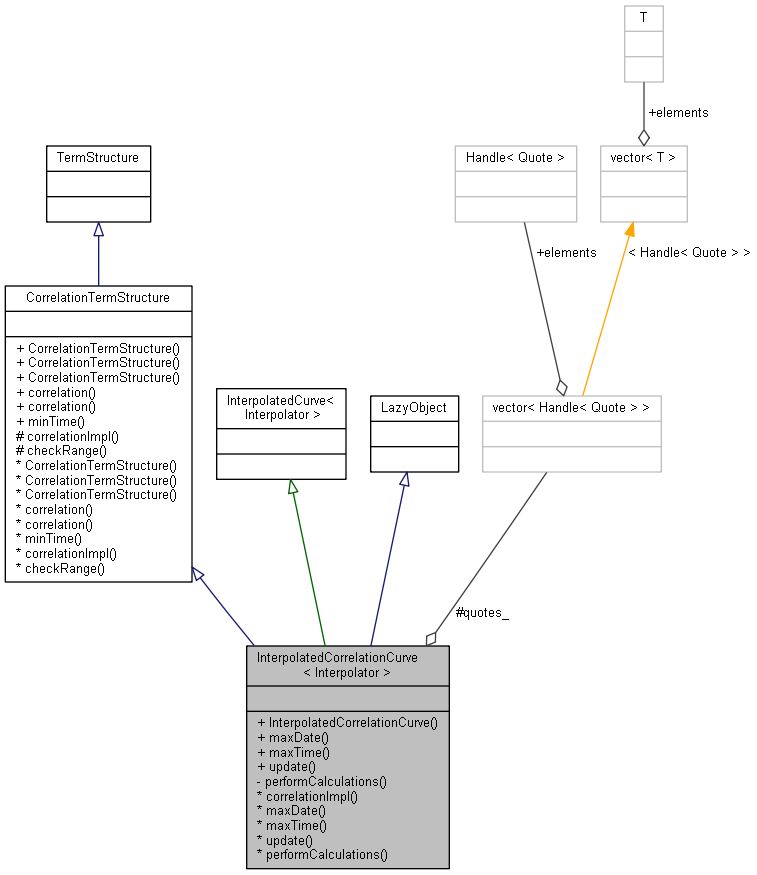 T
+elements
TermStructure
Handle< Quote >
vector< T >
+elements
< Handle< Quote > >
CorrelationTermStructure
+ CorrelationTermStructure()
+ CorrelationTermStructure()
+ CorrelationTermStructure()
+ correlation()
+ correlation()
+ minTime()
# correlationImpl()
# checkRange()
* CorrelationTermStructure()
* CorrelationTermStructure()
* CorrelationTermStructure()
* correlation()
* correlation()
* minTime()
* correlationImpl()
* checkRange()
InterpolatedCurve<
Interpolator >
LazyObject
vector< Handle< Quote > >
#quotes_
InterpolatedCorrelationCurve
< Interpolator >
+ InterpolatedCorrelationCurve()
+ maxDate()
+ maxTime()
+ update()
- performCalculations()
* correlationImpl()
* maxDate()
* maxTime()
* update()
* performCalculations()